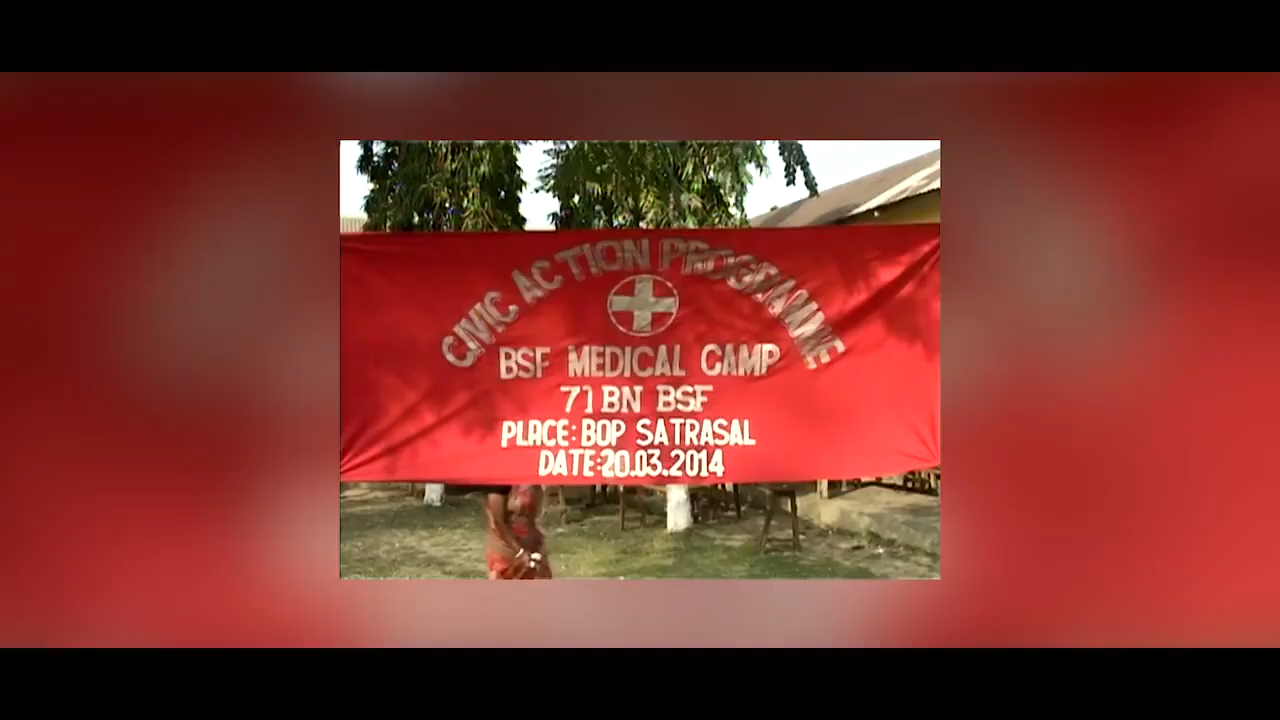 CIVIC ACTION PROGRAMME
BSF MEDICAL CAMP
71 BN BSF
PLACE: BOP SATRASAL
DATE:20.03.2014